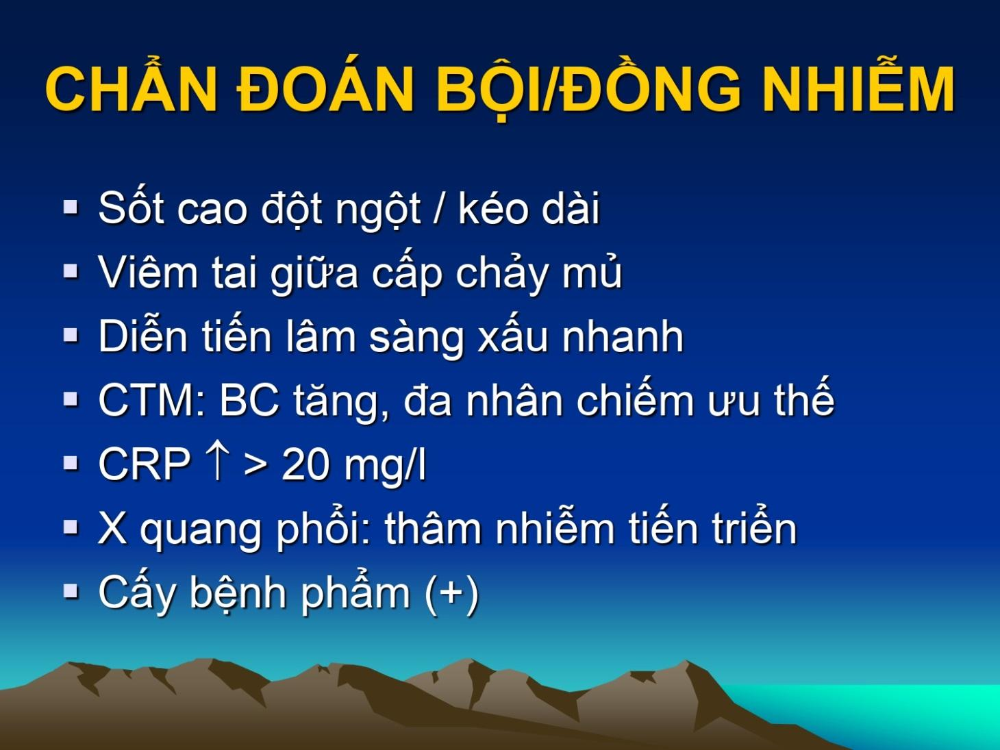 CHẨN ĐOÁN BỘI/ĐỒNG NHIỄM
Sốt cao đột ngột / kéo dài
Viêm tai giữa cấp chảy mủ
Diễn tiến lâm sàng xấu nhanh
CTM: BC tăng, đa nhân chiếm ưu thế
CRP ↑ > 20 mg/l
X quang phổi: thâm nhiễm tiến triển
Cấy bệnh phẩm (+)